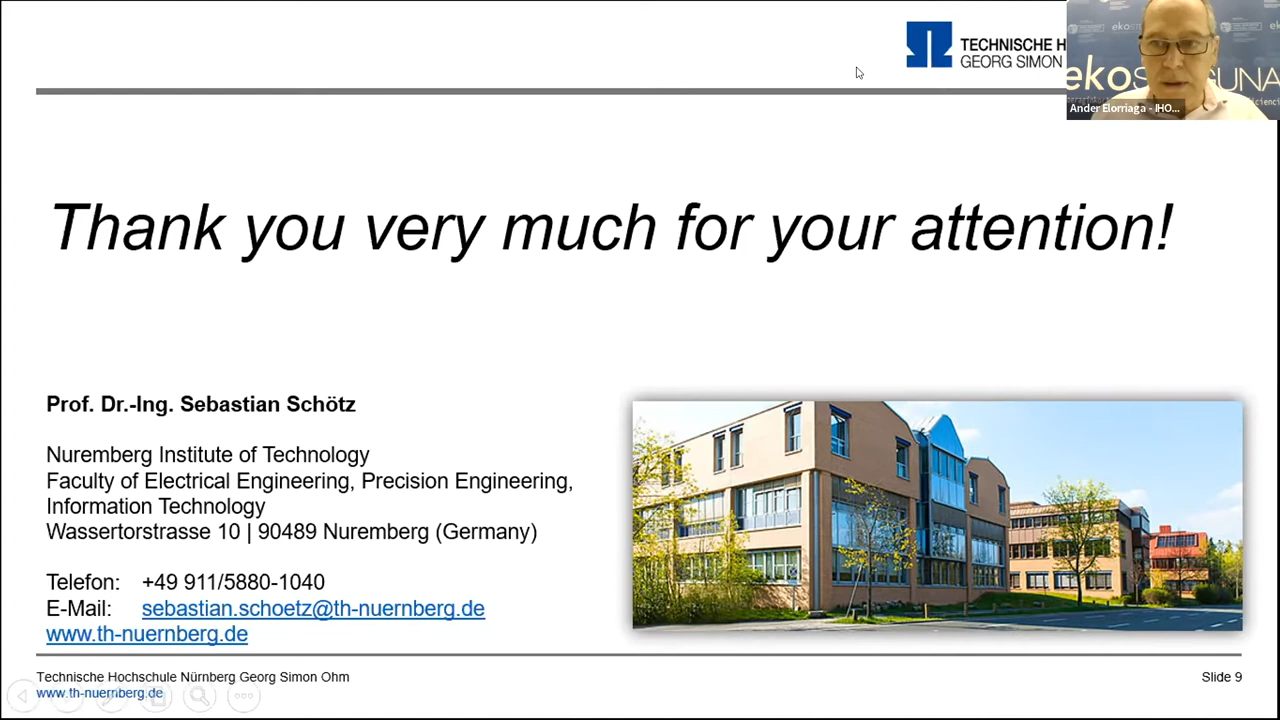 TECHNISCHE H
GEORG SIMON
eko
Ander Elorriaga - IHO...
Thank you very much for your attention!
Prof. Dr.-Ing. Sebastian Schötz
Nuremberg Institute of Technology
Faculty of Electrical Engineering, Precision Engineering,
Information Technology
Wassertorstrasse 10 | 90489 Nuremberg (Germany)
Telefon: +49 911/5880-1040
E-Mail: sebastian.schoetz@th-nuernberg.de
www.th-nuernberg.de
Technische Hochschule Nürnberg Georg Simon Ohm
www.th-nuernberg.de
Slide 9